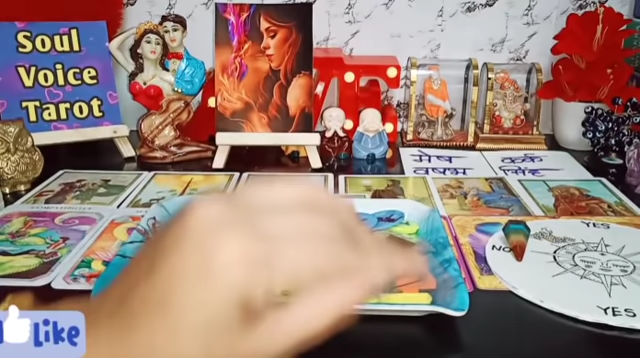 Soul
Voice
Tarot
मेष
वृषभ
कर्क
सिंह
YES
NO
YES
Like